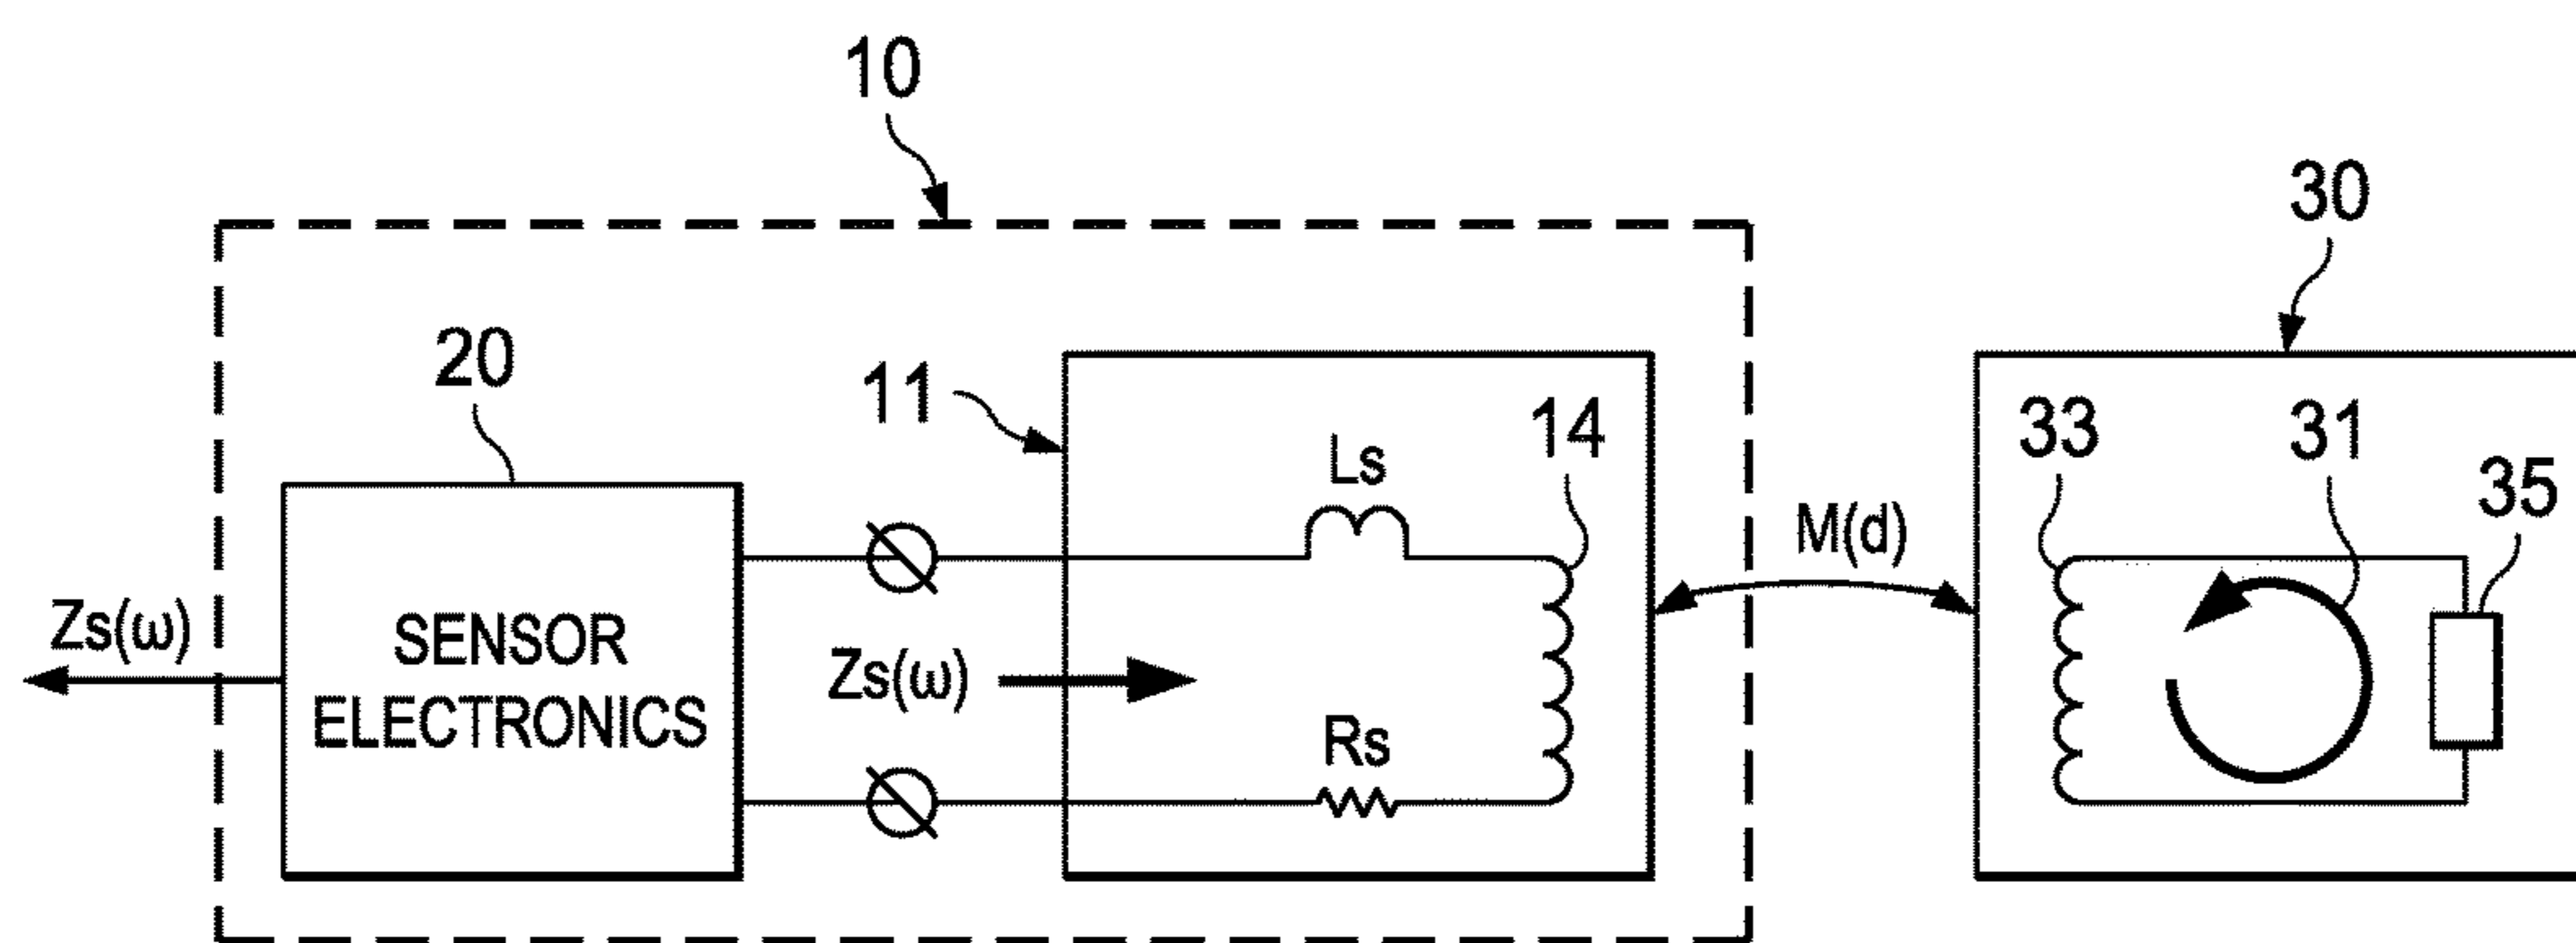 10
30
20
11
14
33
31
35
Ls
M(d)
Zs(ω)
SENSOR
ELECTRONICS
Zs(ω)
Rs